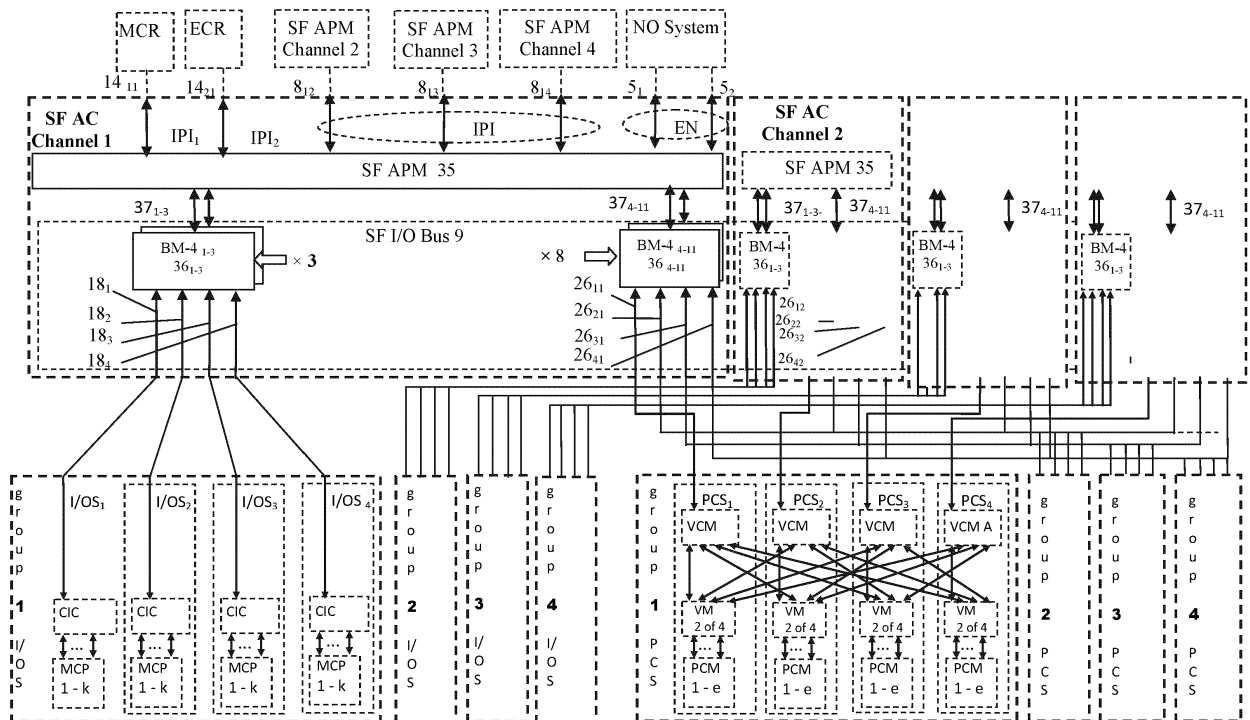 MCR
ECR
SF APM
Channel 2
SF APM
Channel 3
SF APM
Channel 4
NO System
14 11
14 21
8 12
8 13
8 14
5 1
5 2
SF AC
Channel 1
IPI1
IPI2
IPI
EN
SF AC
Channel 2
SF APM 35
SF APM 35
37 1-3
37 4-11
37 1-3-
37 4-11
37 4-11
37 4-11
SF I/O Bus 9
BM-4 1-3
36 1-3
× 3
× 8
BM-4 4-11
36 4-11
BM-4
36 1-3
BM-4
36 1-3
BM-4
36 1-3
18 1
18 2
18 3
18 4
26 11
26 21
26 31
26 41
26 12
26 22
26 32
26 42
group
1
I/OS
I/OS1
I/OS2
I/OS3
I/OS 4
CIC
CIC
CIC
CIC
...
...
...
...
MCP
1 - k
MCP
1 - k
MCP
1 - k
MCP
1 - k
group
2
I/OS
group
3
I/OS
group
4
I/OS
group
1
PCS
PCS1
PCS2
PCS3
PCS4
VCM
VCM
VCM
VCM A
VM
2 of 4
VM
2 of 4
VM
2 of 4
VM
2 of 4
...
...
...
...
PCM
1 - e
PCM
1 - e
PCM
1 - e
PCM
1 - e
group
2
PCS
group
3
PCS
group
4
PCS